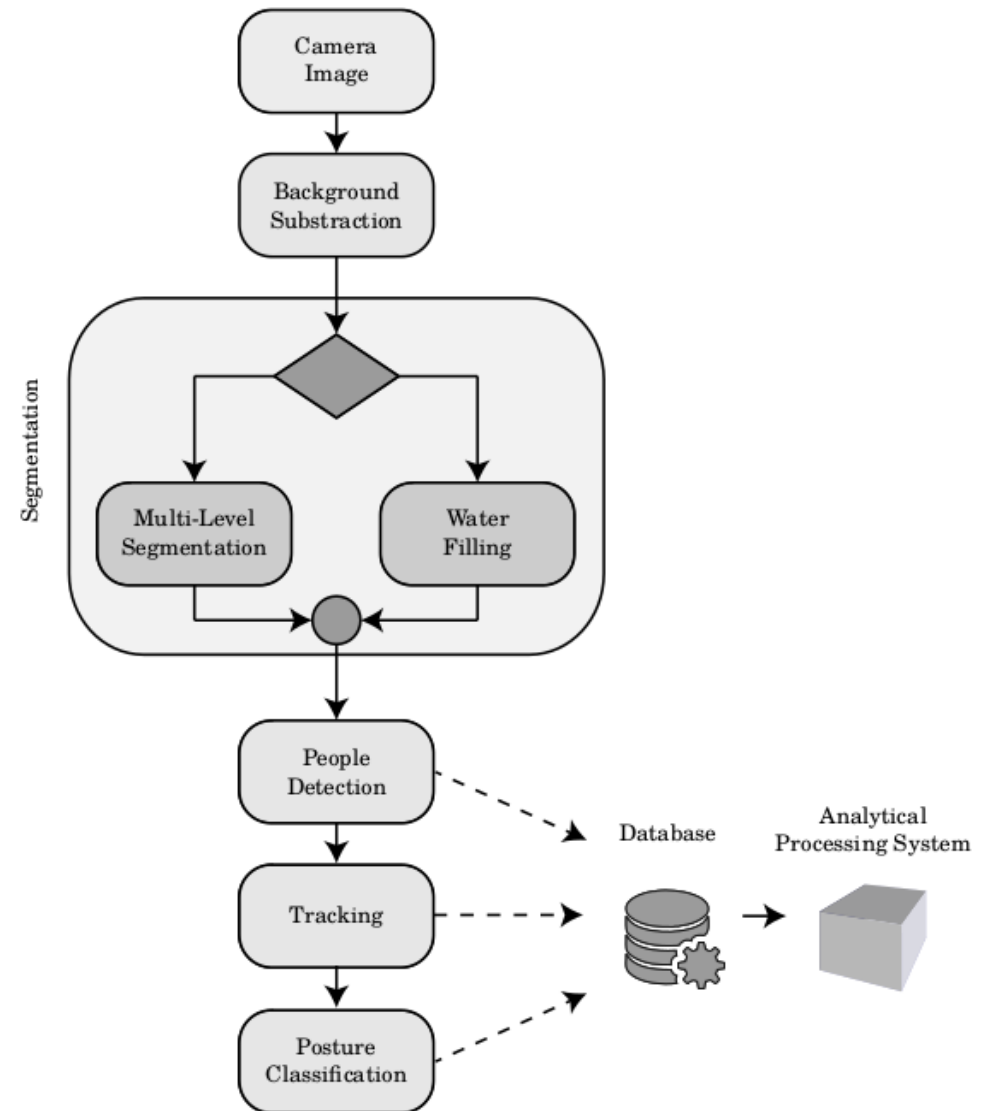 Camera
Image
Background
Substraction
Segmentation
Multi-Level
Segmentation
Water
Filling
People
Detection
Database
Analytical
Processing System
Tracking
Posture
Classification